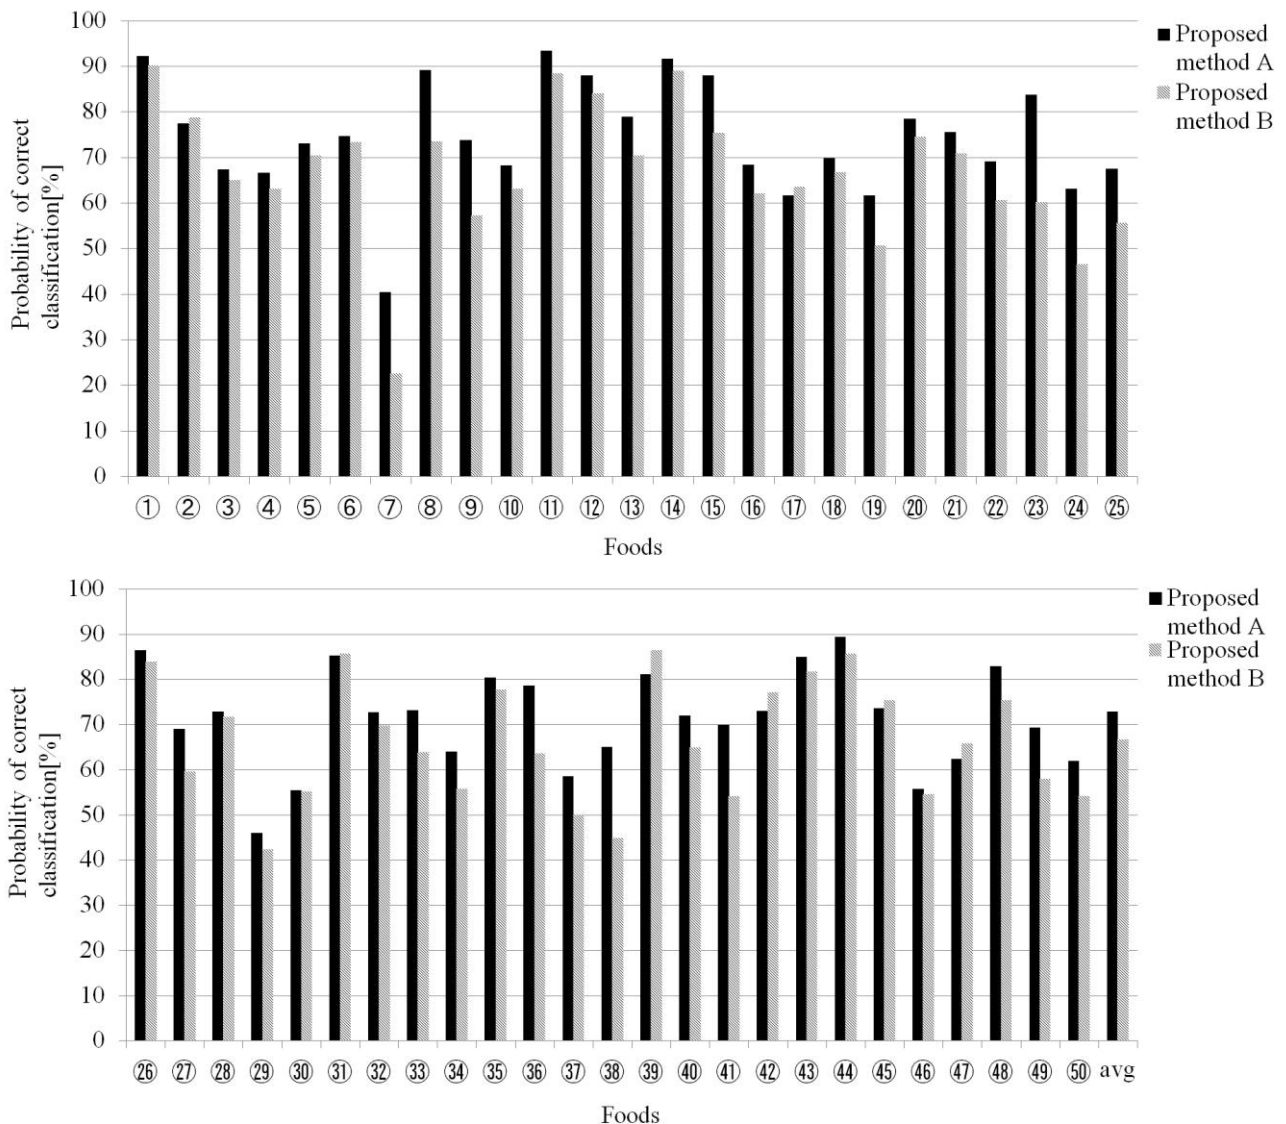 Probability of correct
classification[%]
100
90
80
70
60
50
40
30
20
10
0
① ② ③ ④ ⑤ ⑥ ⑦ ⑧ ⑨ ⑩ ⑪ ⑫ ⑬ ⑭ ⑮ ⑯ ⑰ ⑱ ⑲ ⑳ ㉑ ㉒ ㉓ ㉔ ㉕
Foods
Proposed
method A
Proposed
method B
Probability of correct
classification[%]
100
90
80
70
60
50
40
30
20
10
0
㉖ ㉗ ㉘ ㉙ ㉚ ㉛ ㉜ ㉝ ㉞ ㉟ ㊱ ㊲ ㊳ ㊴ ㊵ ㊶ ㊷ ㊸ ㊹ ㊺ ㊻ ㊼ ㊽ ㊾ ㊿ avg
Foods
Proposed
method A
Proposed
method B